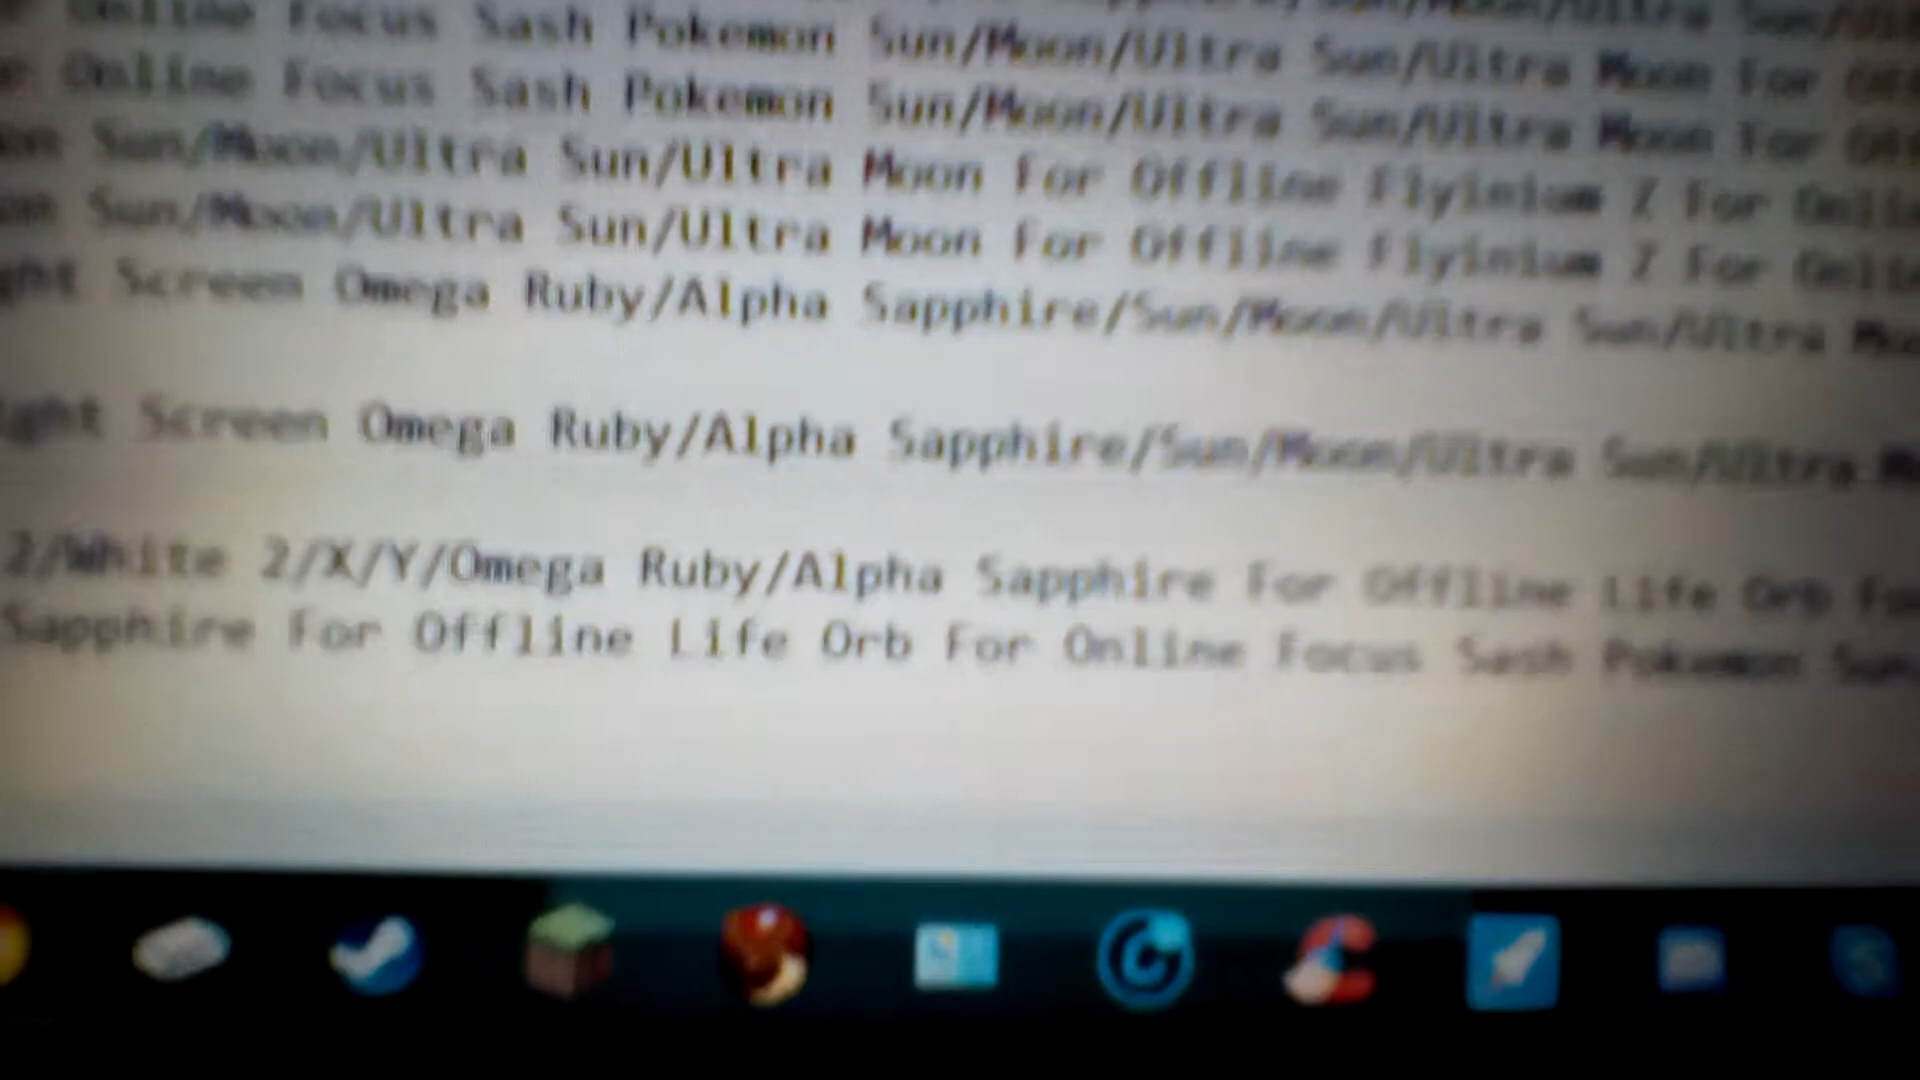 Online Focus Sash Pokemon Sun/Moon/Ultra Sun/Ultra Moon For
Online Focus Sash Pokemon Sun/Moon/Ultra Sun/Ultra Moon For
Sun/Moon/Ultra Sun/Ultra Moon For Offline Flyinium Z For
Sun/Moon/Ultra Sun/Ultra Moon For Offline Flyinium Z For
ght Screen Omega Ruby/Alpha Sapphire/Sun/Moon/Ultra Sun/Ultra
ight Screen Omega Ruby/Alpha Sapphire/Sun/Moon/Ultra Sun/Ultra
2/White 2/X/Y/Omega Ruby/Alpha Sapphire For Offline Life Orb
Sapphire For Offline Life Orb For Online Focus Sash Pokemon